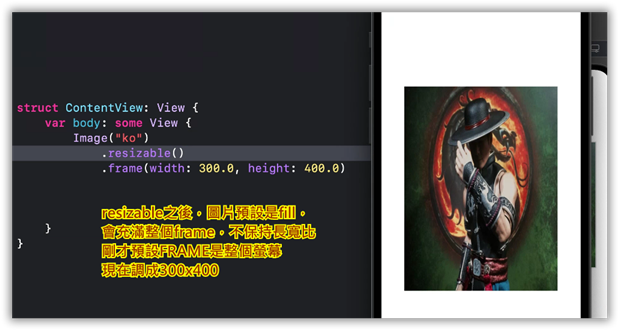 struct ContentView: View {
var body: some View {
Image("ko")
.resizable()
.frame(width: 300.0, height: 400.0)
}
}
resizable之後，圖片預設是fill，
會充滿整個frame，不保持長寬比
剛才預設FRAME是整個螢幕
現在調成300x400